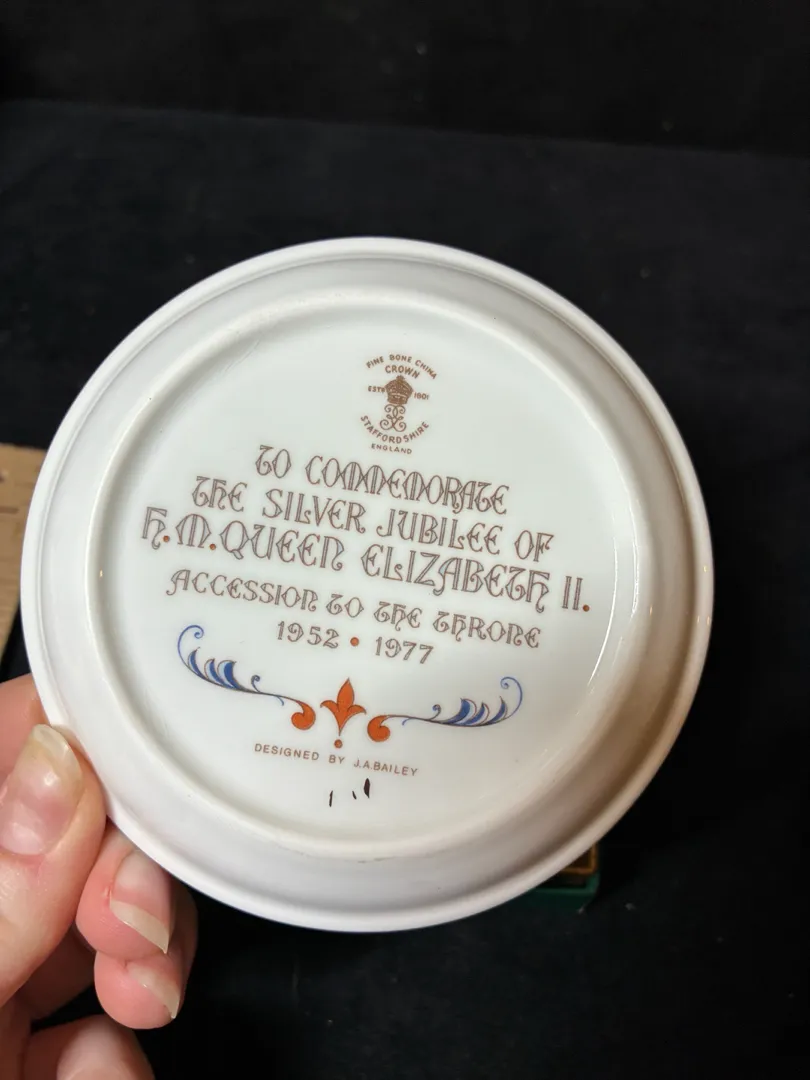 FINE BONE CHINA
CROWN
ESTD 1801
STAFFORDSHIRE
ENGLAND
TO COMMEMORATE
THE SILVER JUBILEE OF
H.M.QUEEN ELIZABETH II.
ACCESSION TO THE THRONE
1952 • 1977
DESIGNED BY J.A.BAILEY